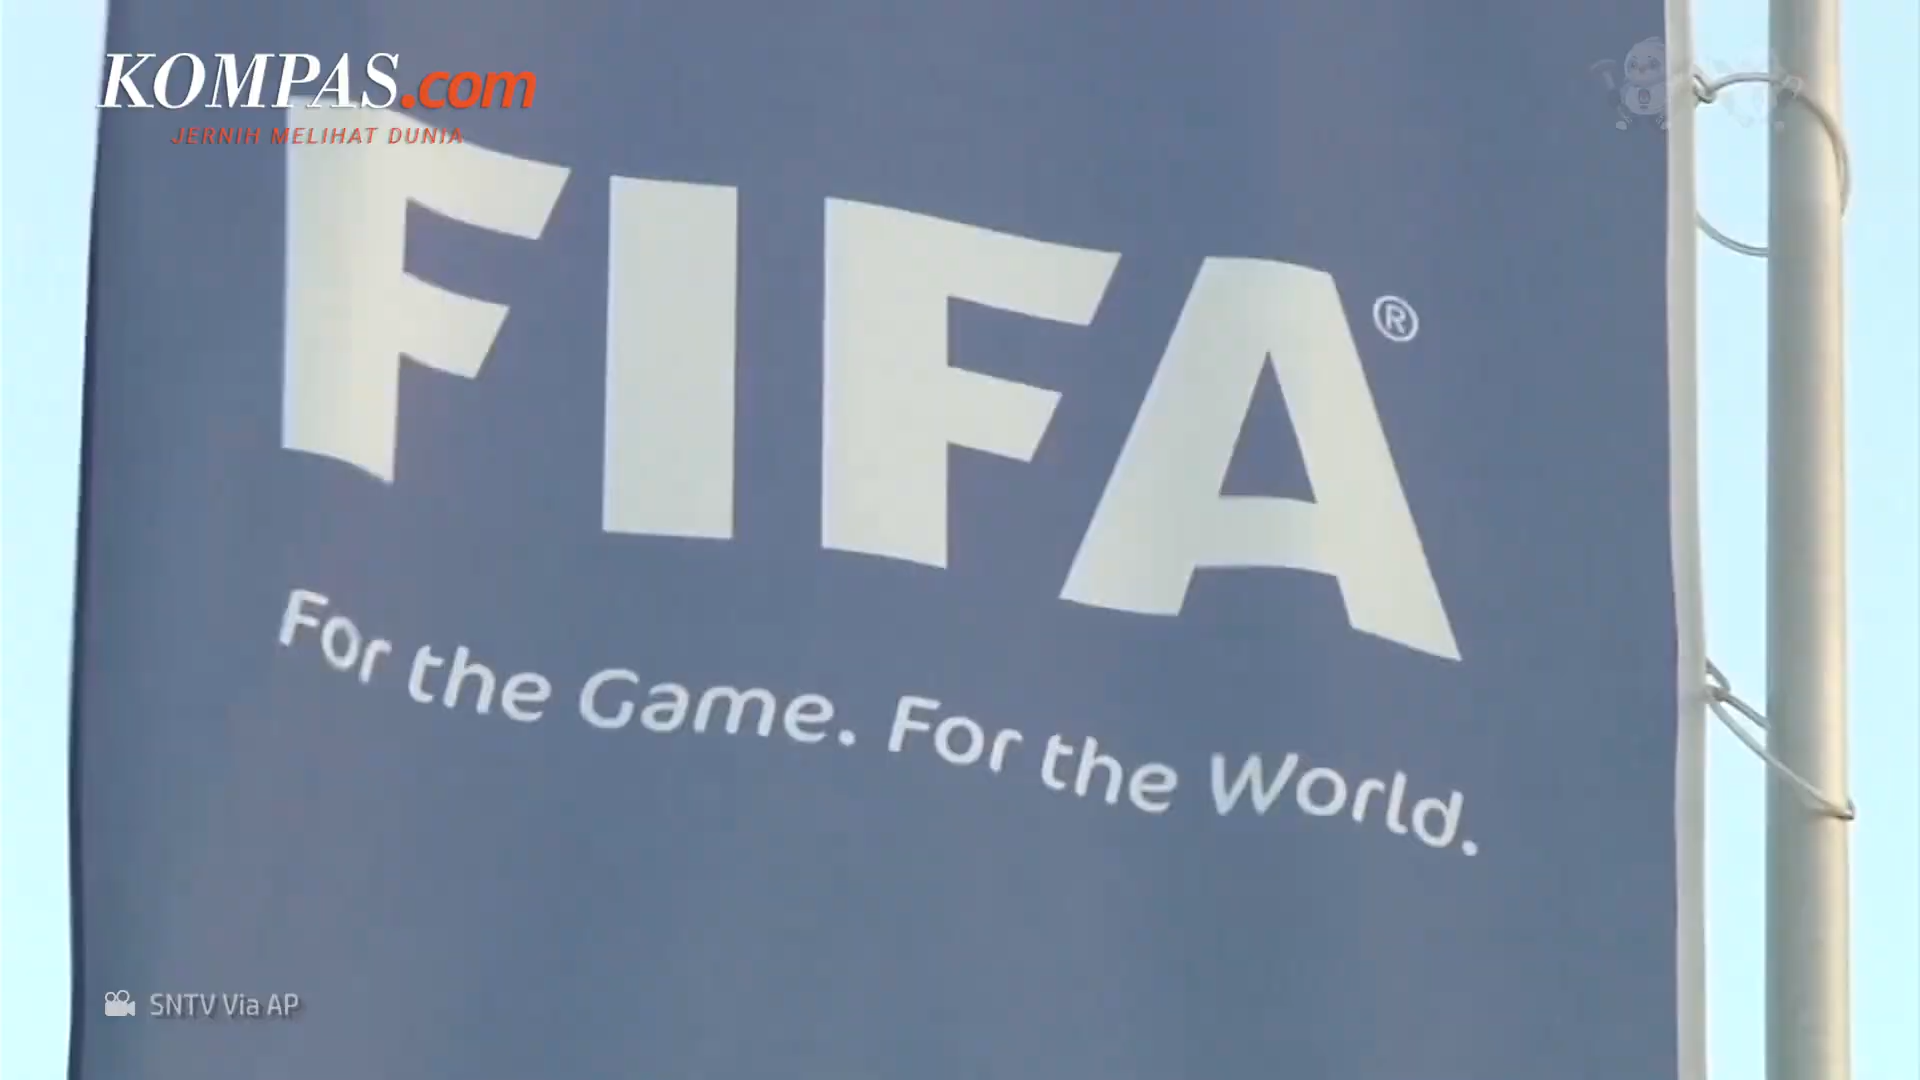 KOMPAS.com
JERNIH MELIHAT DUNIA
FIFA®
For the Game. For the World.
SNTV Via AP